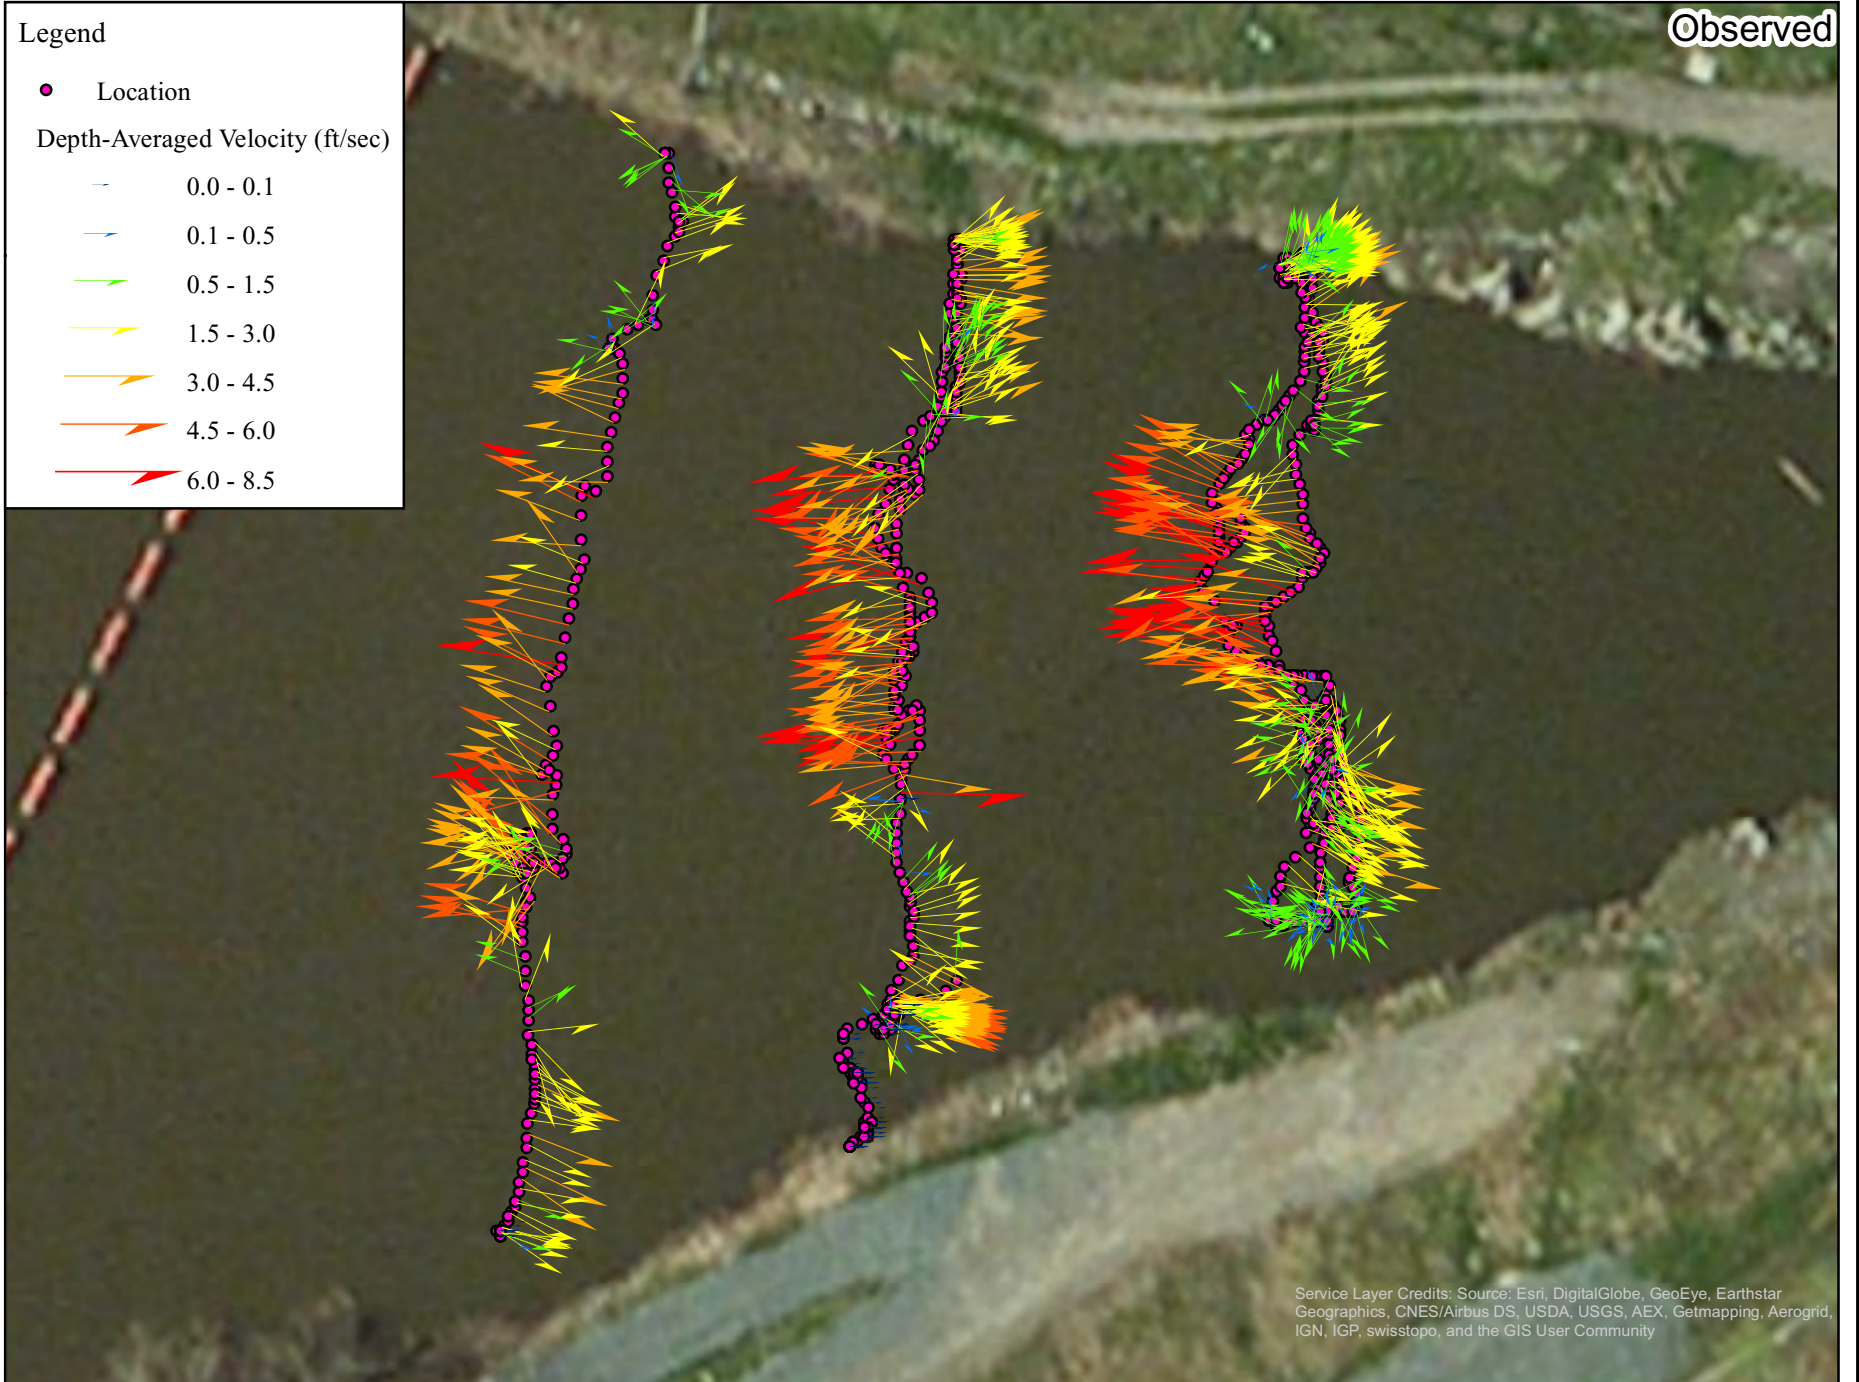 Legend
Location
Depth-Averaged Velocity (ft/sec)
0.0 - 0.1
0.1 - 0.5
0.5 - 1.5
1.5 - 3.0
3.0 - 4.5
4.5 - 6.0
6.0 - 8.5
Observed
Service Layer Credits: Source: Esri, DigitalGlobe, GeoEye, Earthstar
Geographics, CNES/Airbus DS, USDA, USGS, AEX, Getmapping, Aerogrid,
IGN, IGP, swisstopo, and the GIS User Community